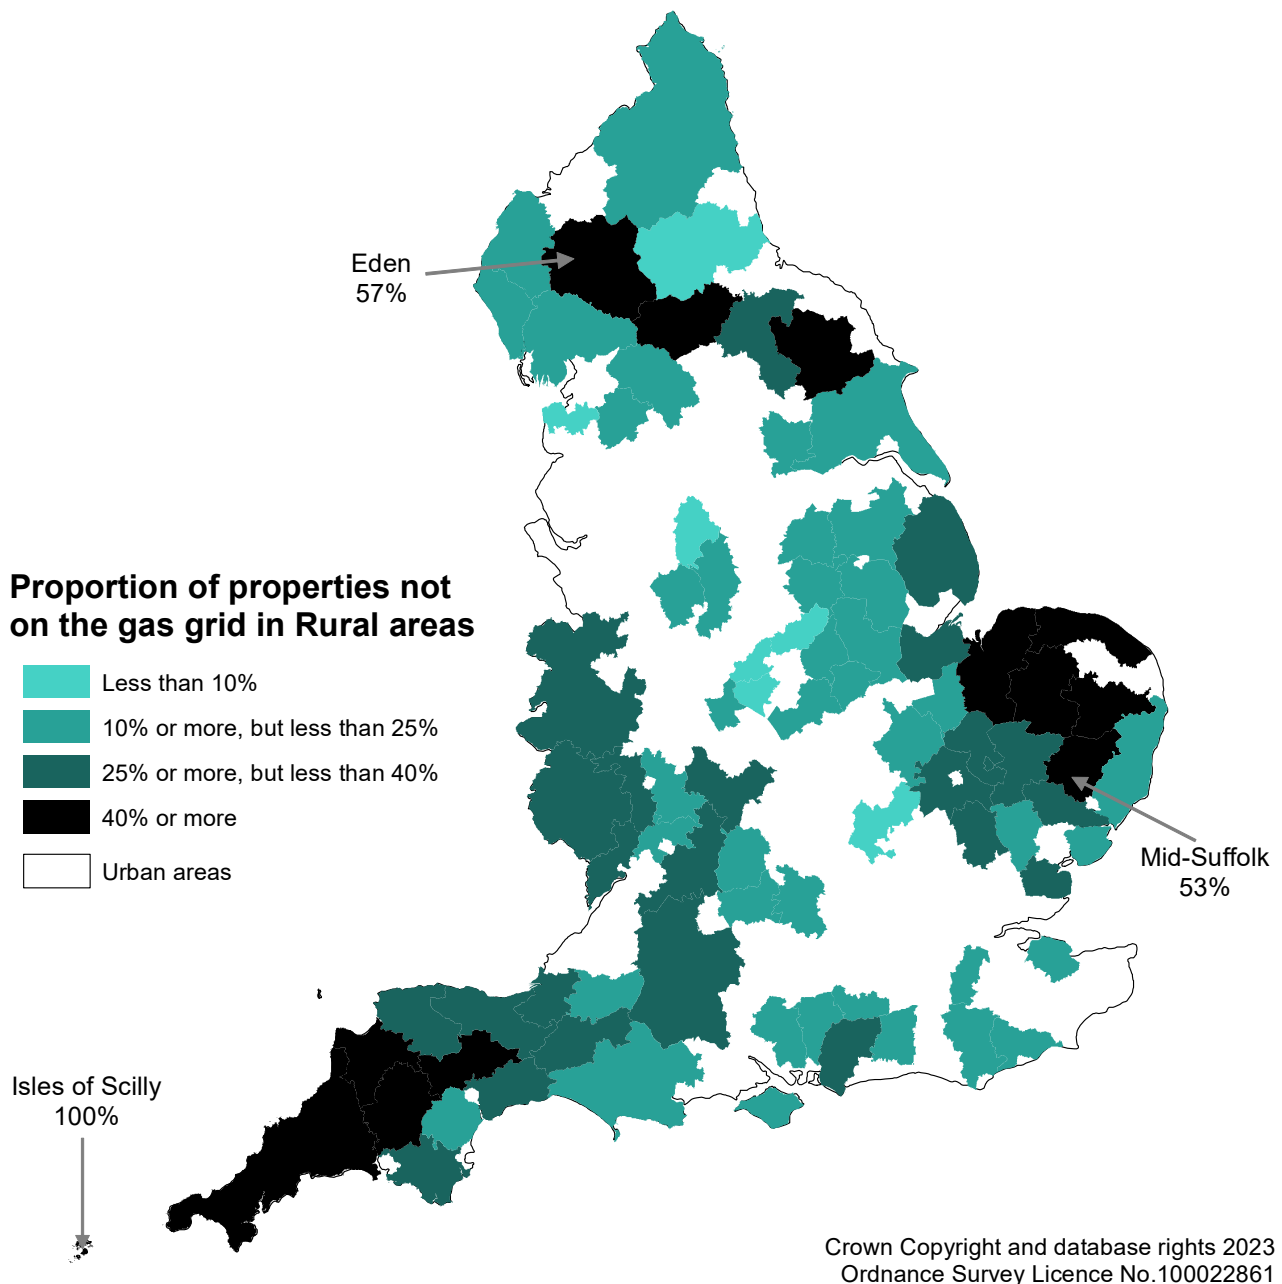 Eden
57%
Proportion of properties not
on the gas grid in Rural areas
Less than 10%
10% or more, but less than 25%
25% or more, but less than 40%
40% or more
Urban areas
Mid-Suffolk
53%
Isles of Scilly
100%
Crown Copyright and database rights 2023
Ordnance Survey Licence No.100022861